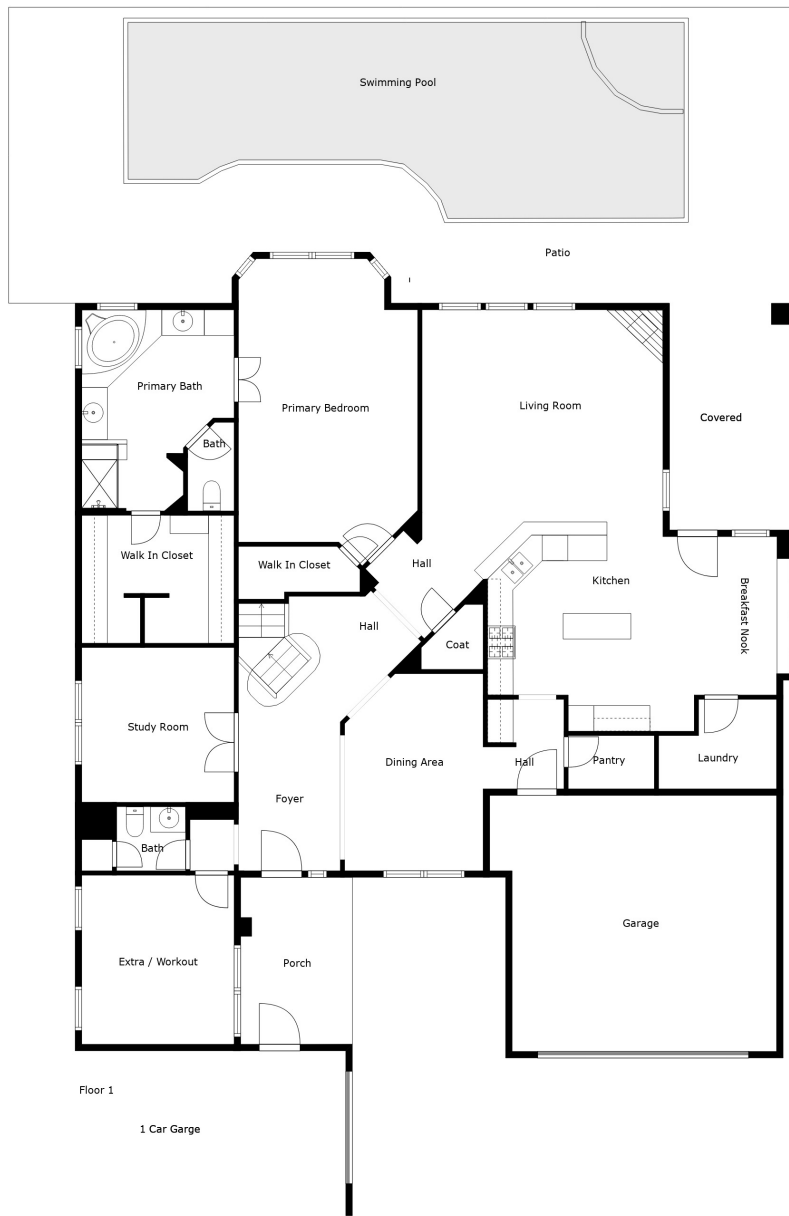 Swimming Pool
Patio
Primary Bath
Primary Bedroom
Living Room
Covered
Bath
Walk In Closet
Walk In Closet
Hall
Kitchen
Breakfast Nook
Hall
Coat
Study Room
Dining Area
Hall
Pantry
Laundry
Foyer
Bath
Garage
Extra / Workout
Porch
Floor 1
1 Car Garge